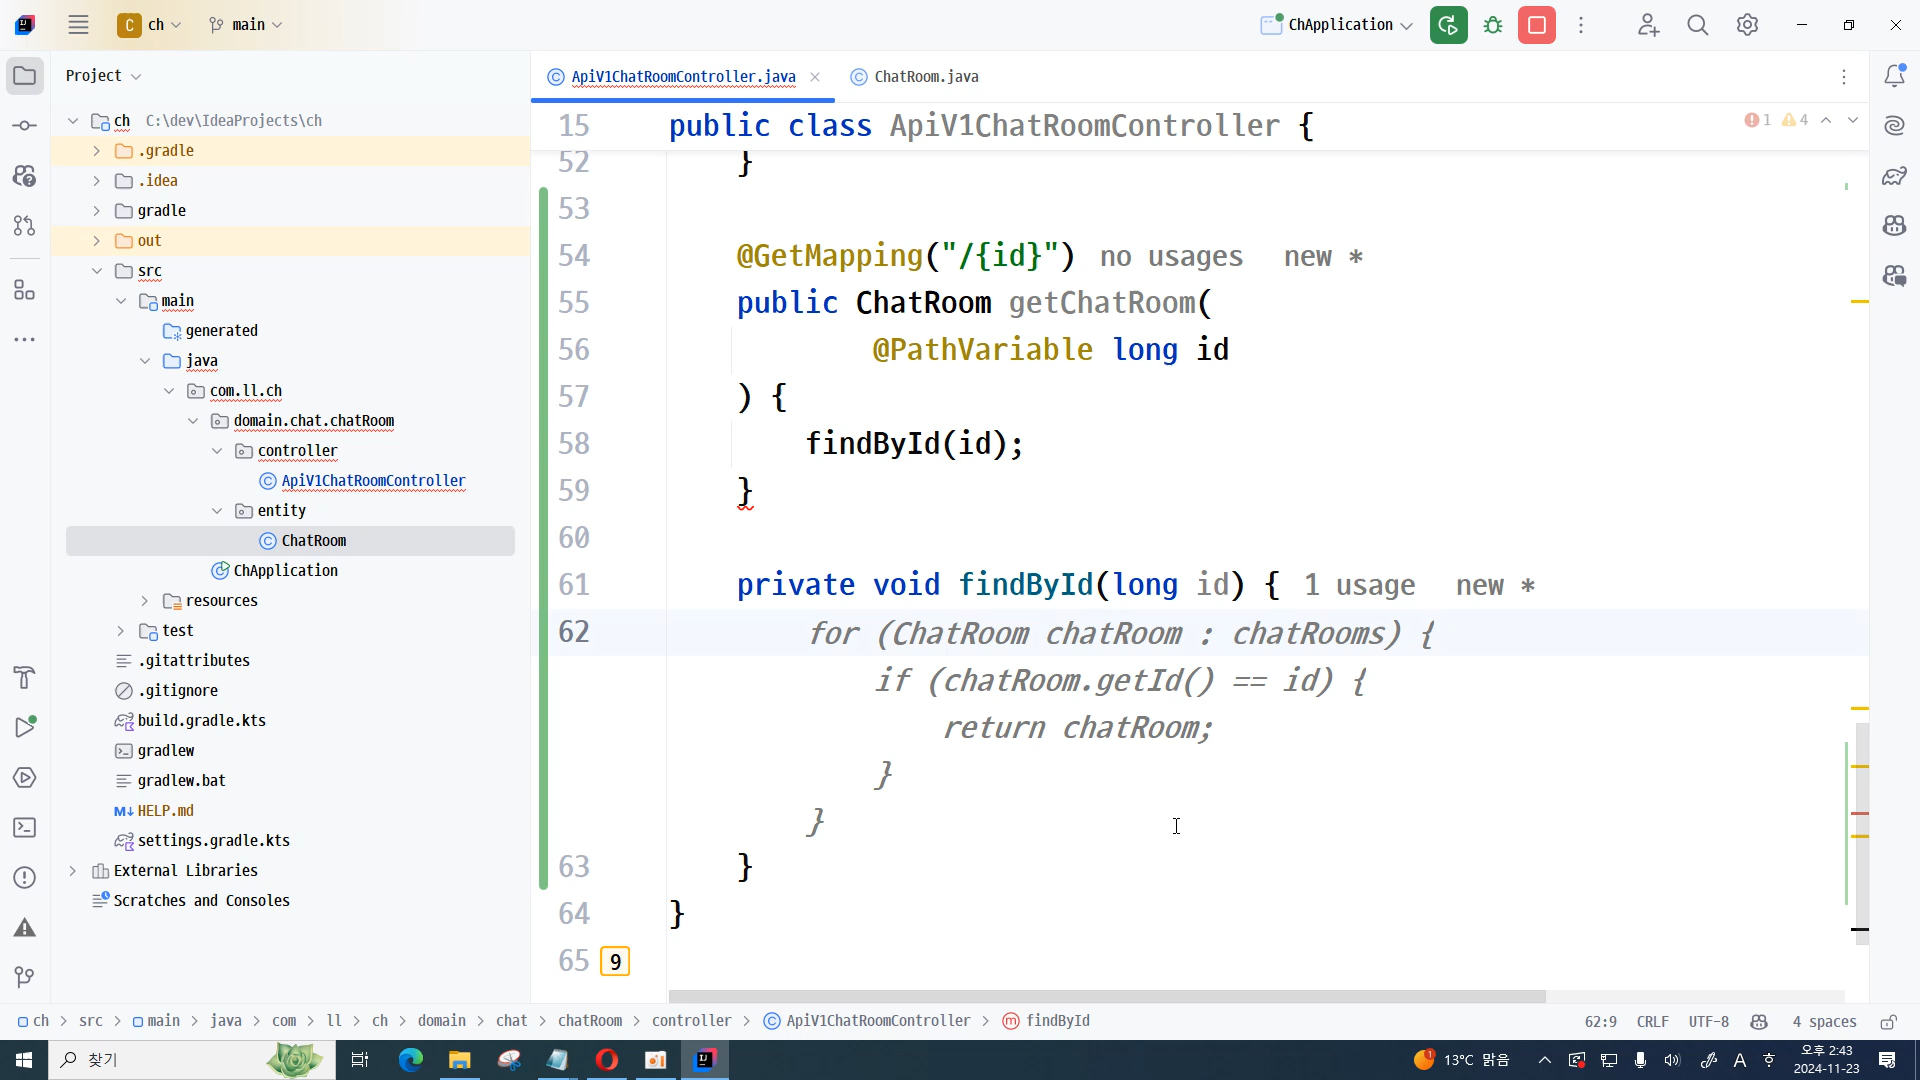 C ch main ChApplication
Project
ApiV1ChatRoomController.java ChatRoom.java
ch C:\dev\IdeaProjects\ch
.gradle
.idea
gradle
out
src
main
generated
java
com.ll.ch
domain.chat.chatRoom
controller
ApiV1ChatRoomController
entity
ChatRoom
ChApplication
resources
test
.gitattributes
.gitignore
build.gradle.kts
gradlew
gradlew.bat
HELP.md
settings.gradle.kts
External Libraries
Scratches and Consoles
15 public class ApiV1ChatRoomController { 1 4
52 }
53
54 @GetMapping("/{id}") no usages new *
55 public ChatRoom getChatRoom(
56 @PathVariable long id
57 ) {
58 findById(id);
59 }
60
61 private void findById(long id) { 1 usage new *
62 for (ChatRoom chatRoom : chatRooms) {
if (chatRoom.getId() == id) {
return chatRoom;
}
}
63 }
64 }
65 9
ch > src > main > java > com > ll > ch > domain > chat > chatRoom > controller > ApiV1ChatRoomController > findById 62:9 CRLF UTF-8 4 spaces
찾기 13°C 맑음 A 오후 2:43
2024-11-23